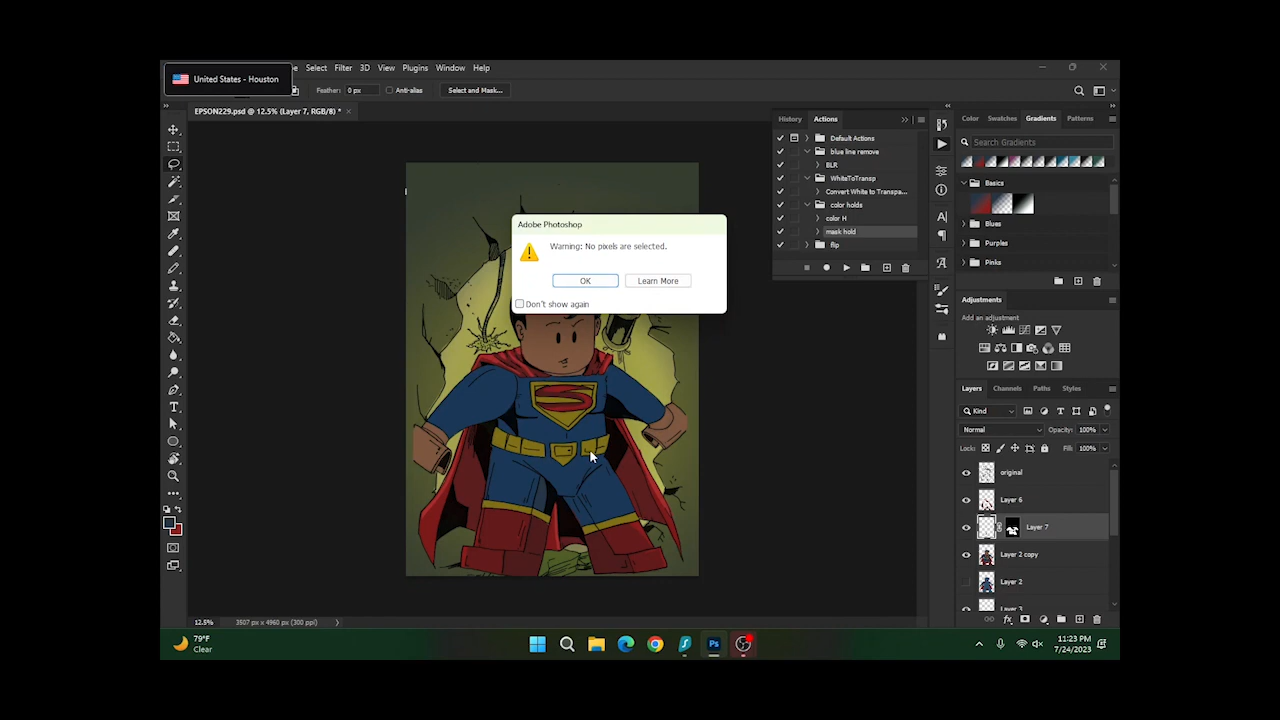 United States - Houston
Select Filter 3D View Plugins Window Help
Feather: 0 px Anti-alias Select and Mask...
EPSON229.psd @ 12.5% (Layer 7, RGB/8) *
History Actions
Default Actions
blue line remove
BLR
WhiteToTransp
Convert White to Transpa...
color holds
color H
mask hold
flip
Color Swatches Gradients Patterns
Search Gradients
Basics
Blues
Purples
Pinks
Adjustments
Add an adjustment
Layers Channels Paths Styles
Kind
Normal Opacity: 100%
Lock: Fill: 100%
original
Layer 6
Layer 7
Layer 2 copy
Layer 2
Layer 3
Adobe Photoshop
Warning: No pixels are selected.
OK Learn More
Don't show again
12.5% 3507 px x 4960 px (300 ppi)
79°F
Clear
Ps
11:23 PM
7/24/2023